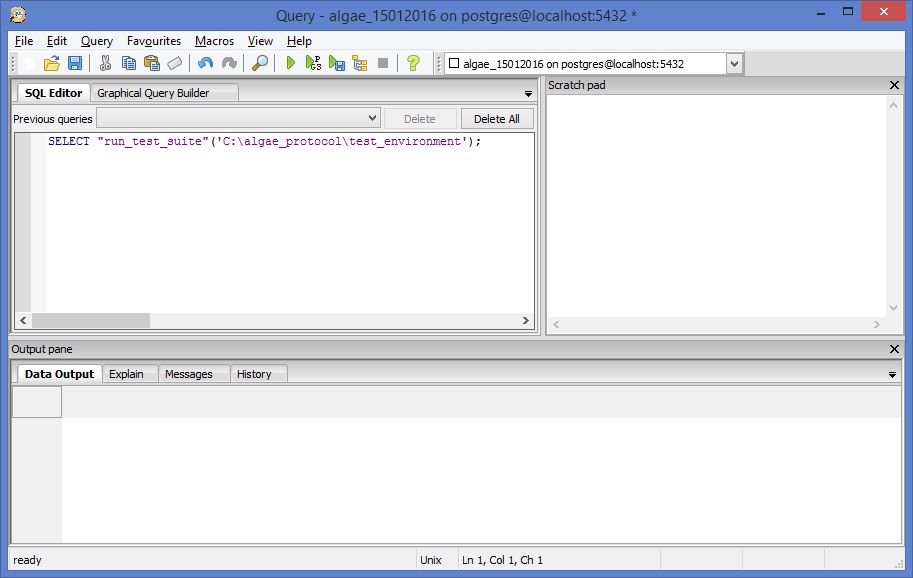 Query - algae_15012016 on postgres@localhost:5432 *
File Edit Query Favourites Macros View Help
algae_15012016 on postgres@localhost:5432
SQL Editor Graphical Query Builder
Scratch pad
Previous queries Delete Delete All
SELECT "run_test_suite"('C:\algae_protocol\test_environment');
Output pane
Data Output Explain Messages History
ready Unix Ln 1, Col 1, Ch 1